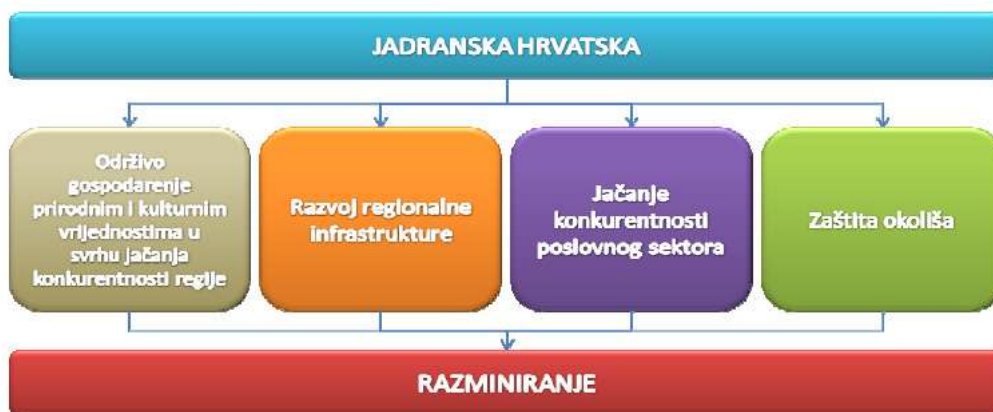 JADRANSKA HRVATSKA
Održivo
gospodarenje
prirodnim i kulturnim
vrijednostima u
svrhu jačanja
konkurentnosti regije
Razvoj regionalne
infrastrukture
Jačanje
konkurentnosti
poslovnog sektora
Zaštita okoliša
RAZMINIRANJE